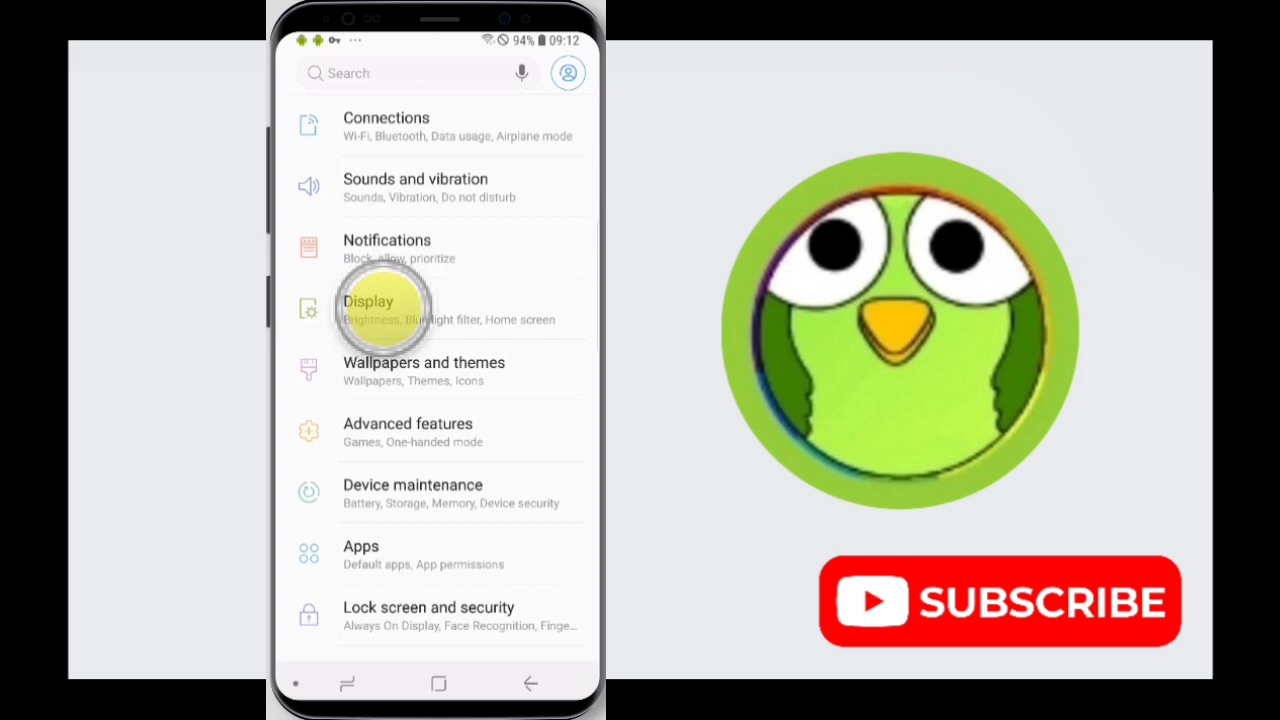 94% 09:12
Search
Connections
Wi-Fi, Bluetooth, Data usage, Airplane mode
Sounds and vibration
Sounds, Vibration, Do not disturb
Notifications
Block, allow, prioritize
Display
Brightness, Blue light filter, Home screen
Wallpapers and themes
Wallpapers, Themes, Icons
Advanced features
Games, One-handed mode
Device maintenance
Battery, Storage, Memory, Device security
Apps
Default apps, App permissions
Lock screen and security
Always On Display, Face Recognition, Finge...
SUBSCRIBE